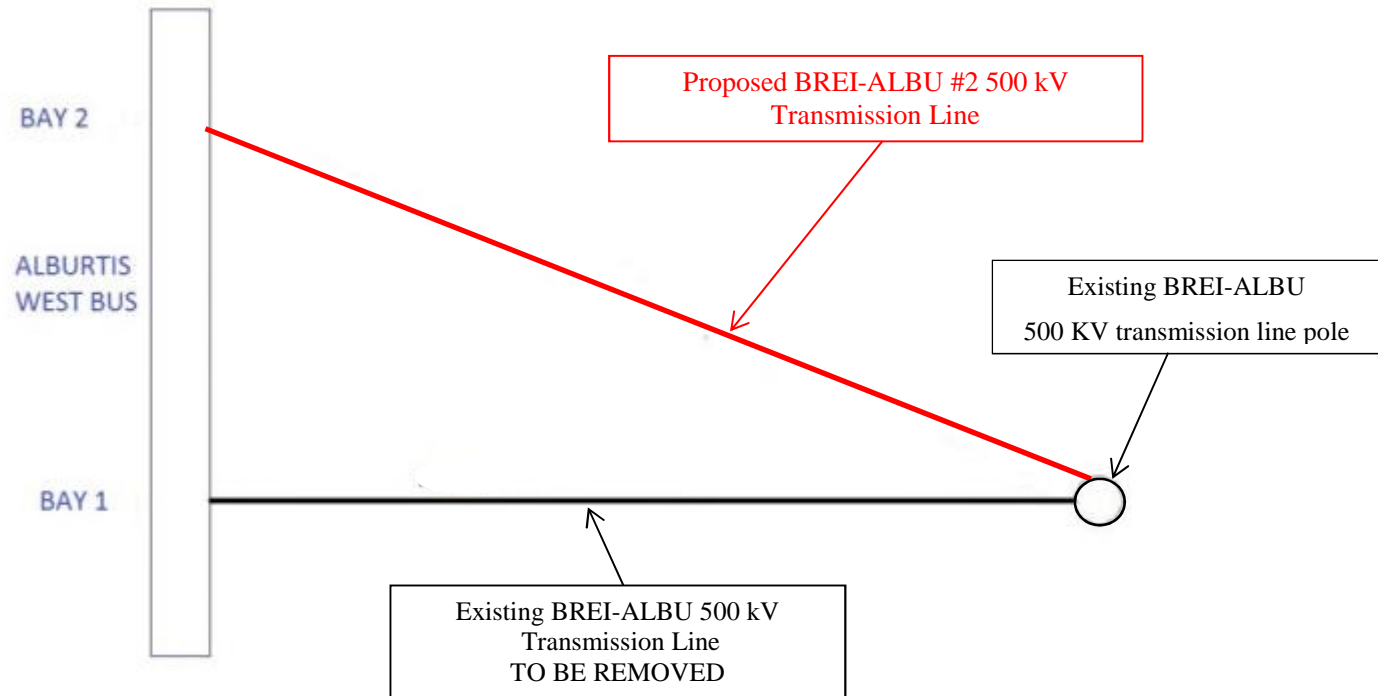 Proposed BREI-ALBU #2 500 kV
Transmission Line
BAY 2
ALBURTIS
WEST BUS
Existing BREI-ALBU
500 KV transmission line pole
BAY 1
Existing BREI-ALBU 500 kV
Transmission Line
TO BE REMOVED